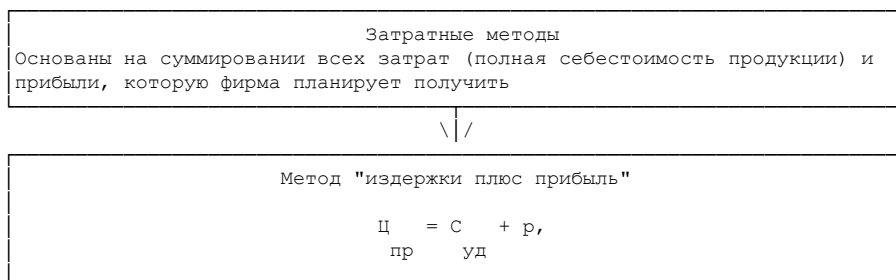 Затратные методы
Основаны на суммировании всех затрат (полная себестоимость продукции) и
прибыли, которую фирма планирует получить
\|/
Метод "издержки плюс прибыль"
Ц = С + р,
пр уд